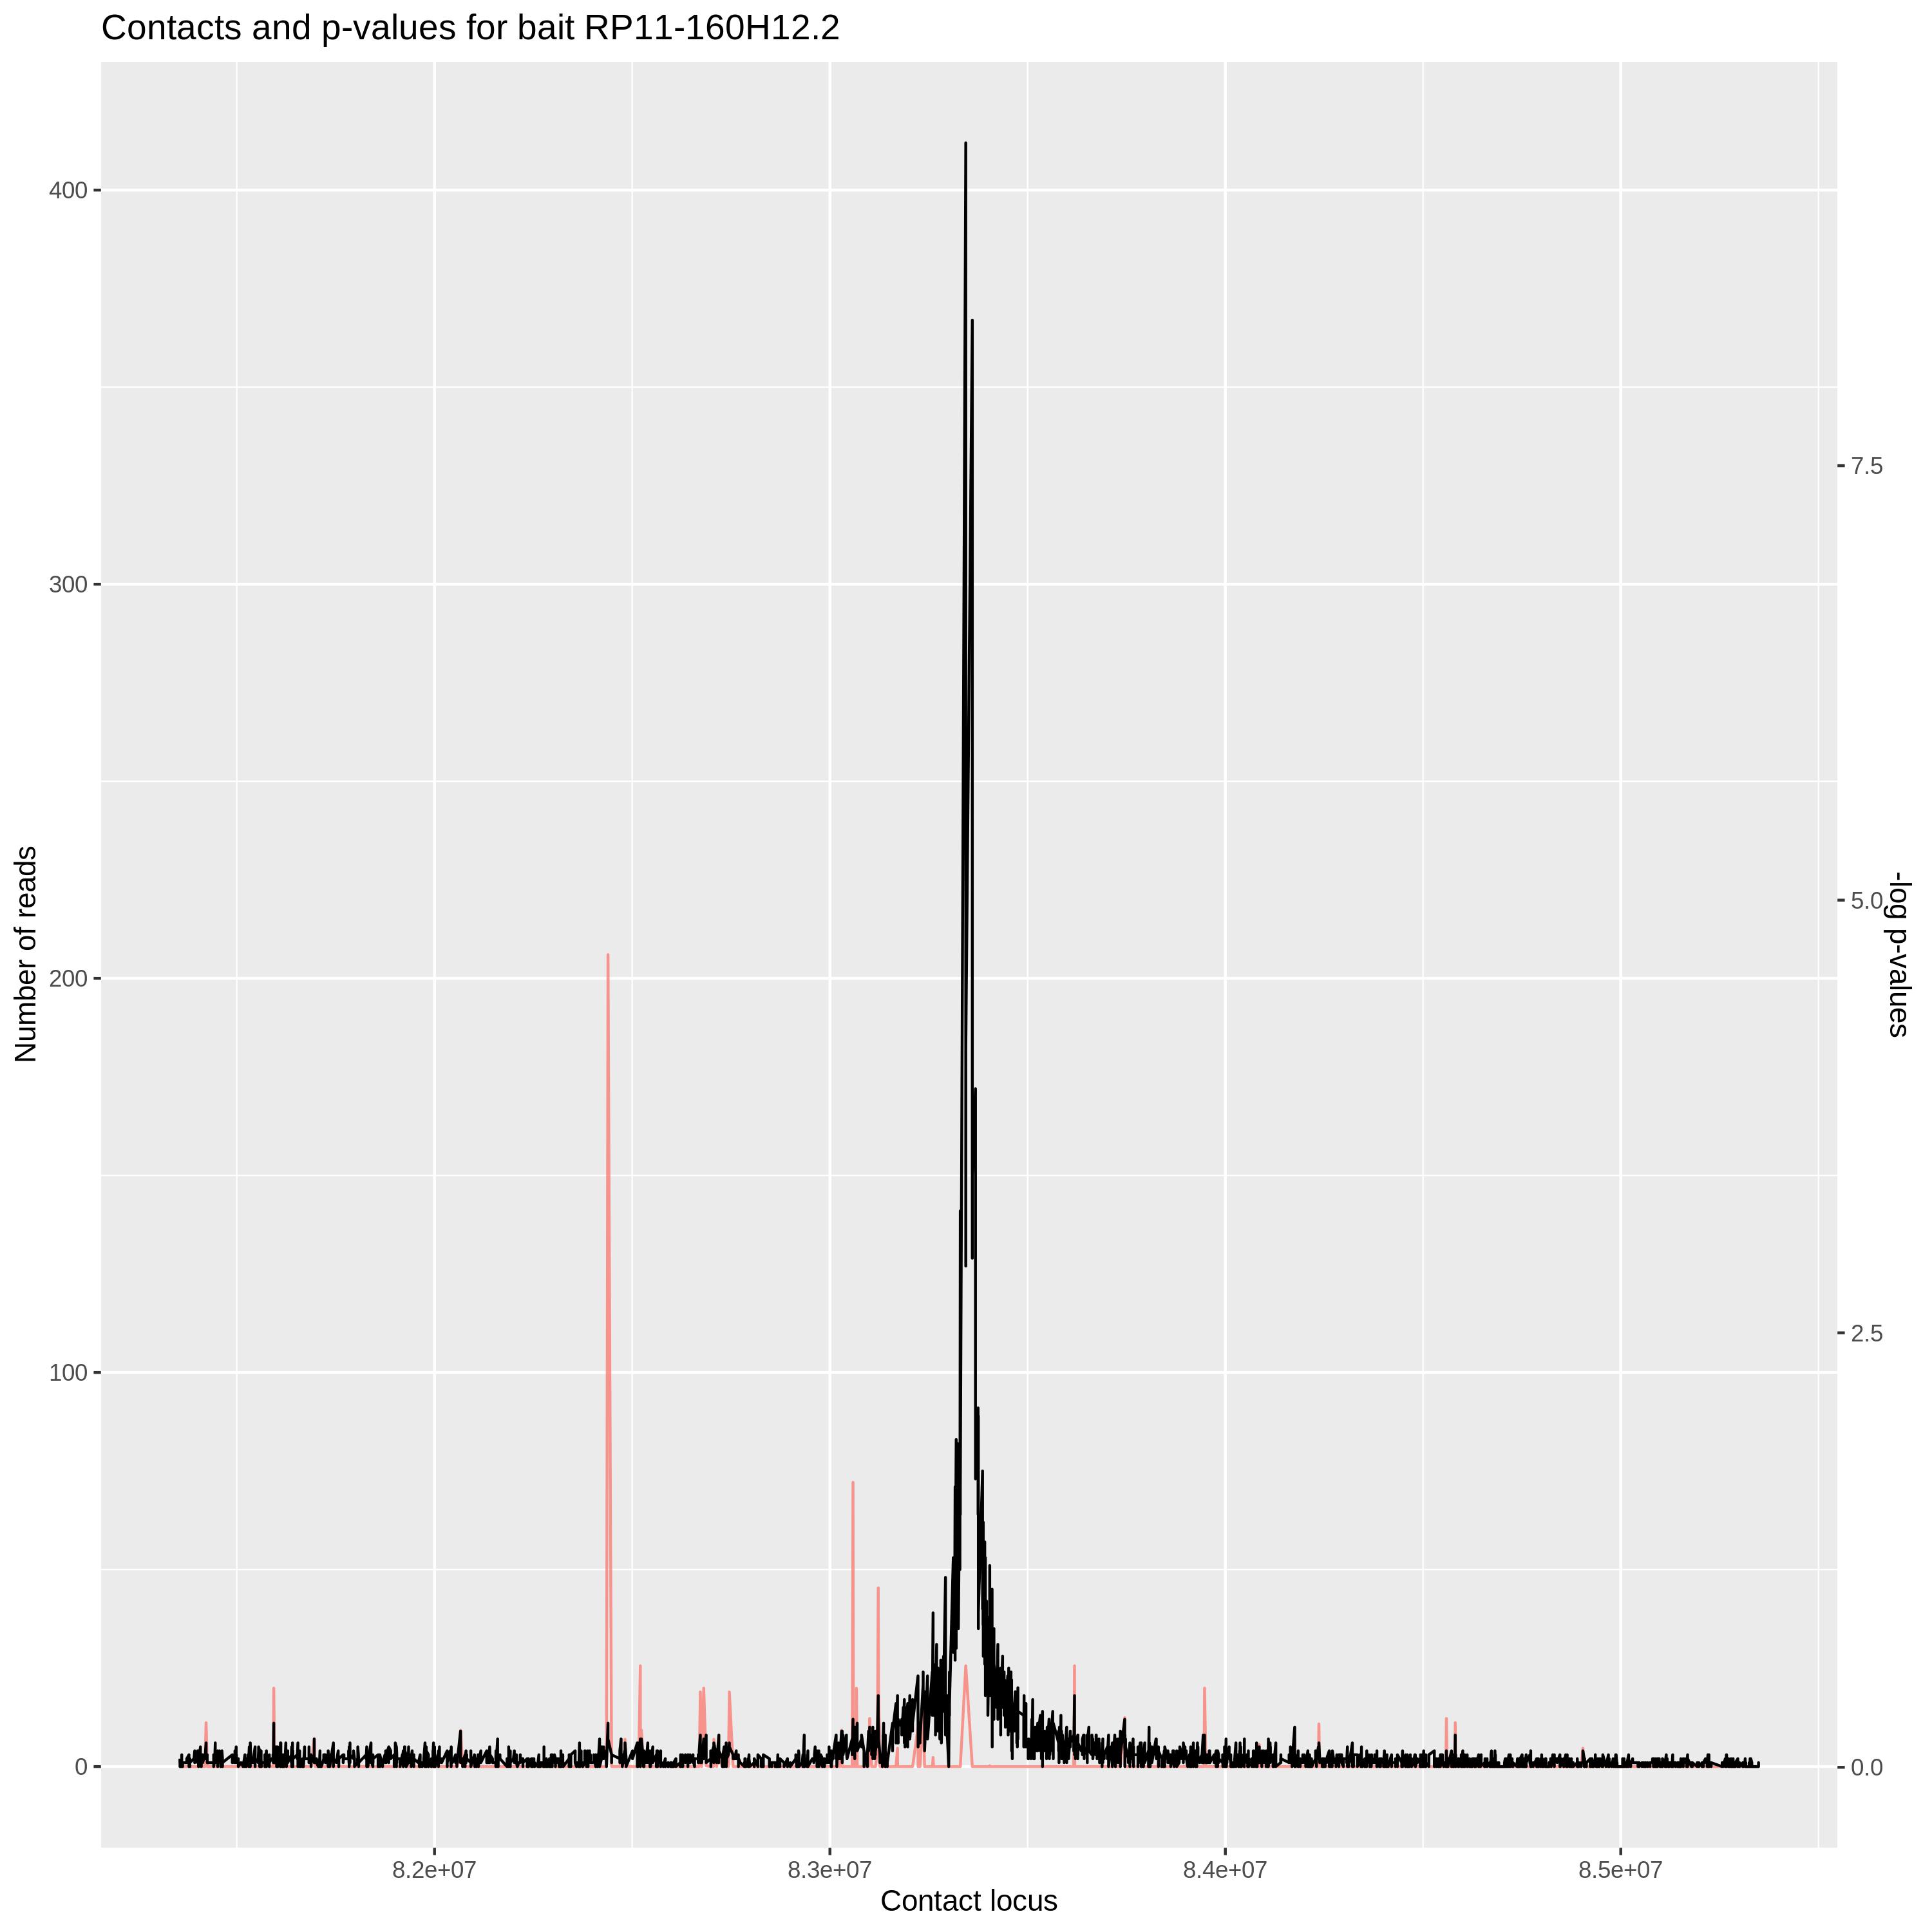 Contacts and p-values for bait RP11-160H12.2
400
300
200
100
0
Number of reads
7.5
5.0
2.5
0.0
-log p-values
8.2e+07
8.3e+07
8.4e+07
8.5e+07
Contact locus